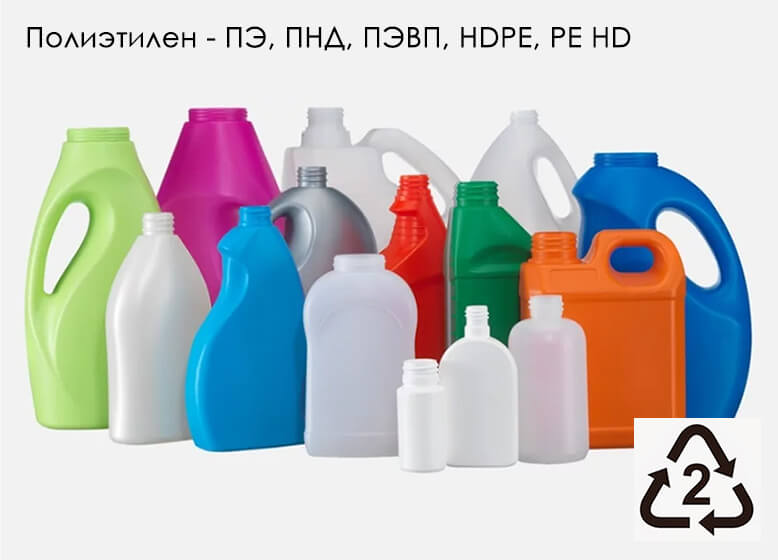 Полиэтилен - ПЭ, ПНД, ПЭВП, HDPE, PE HD
2